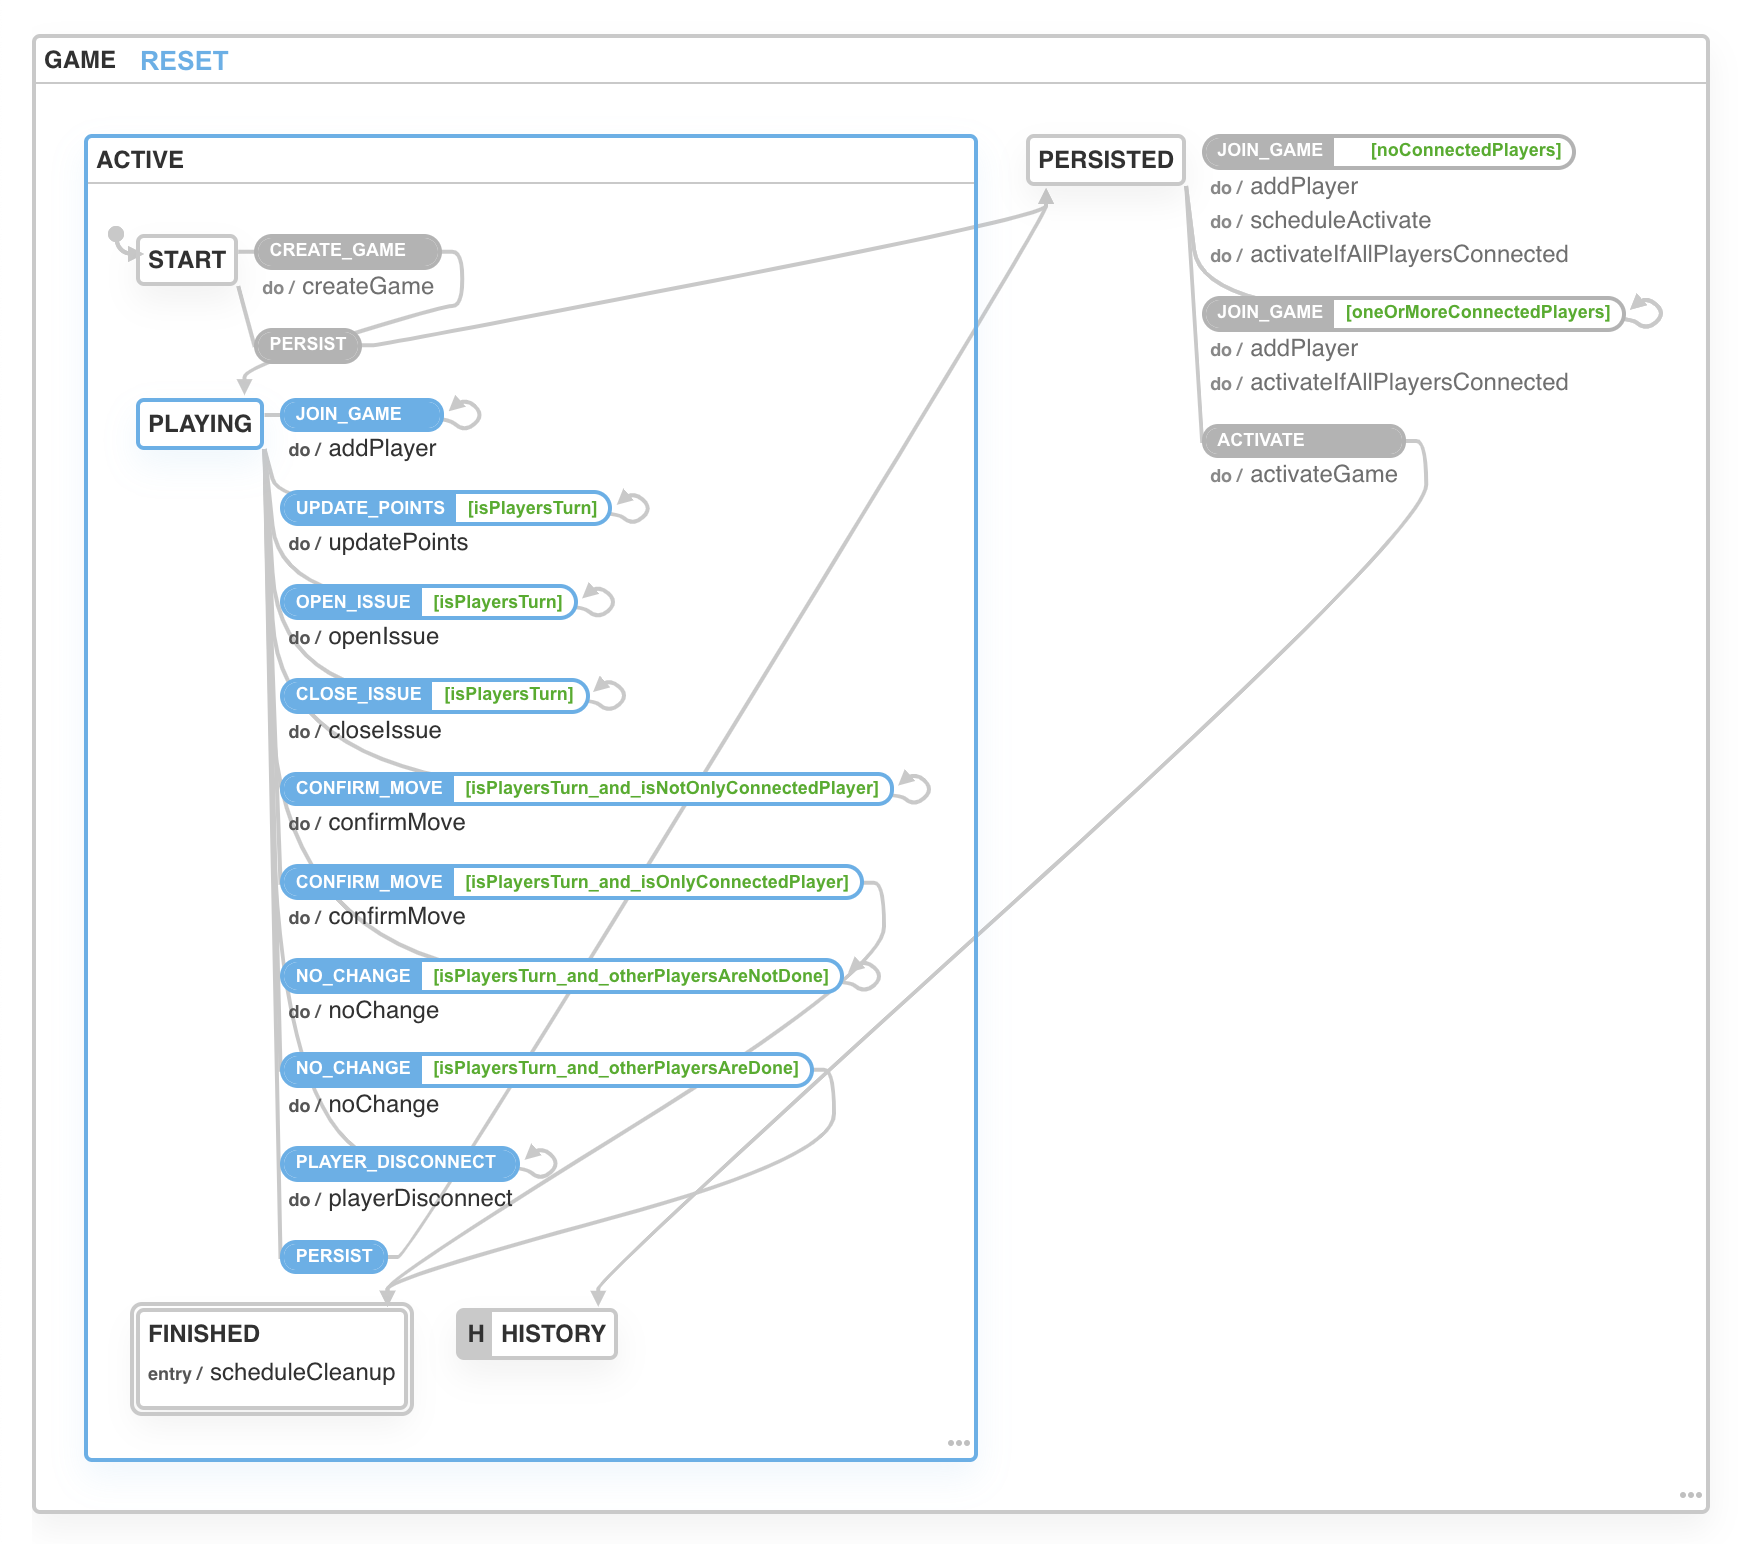 GAME RESET
ACTIVE
START
CREATE_GAME
do / createGame
PERSIST
PLAYING
JOIN_GAME
do / addPlayer
UPDATE_POINTS [isPlayersTurn]
do / updatePoints
OPEN_ISSUE [isPlayersTurn]
do / openIssue
CLOSE_ISSUE [isPlayersTurn]
do / closeIssue
CONFIRM_MOVE [isPlayersTurn_and_isNotOnlyConnectedPlayer]
do / confirmMove
CONFIRM_MOVE [isPlayersTurn_and_isOnlyConnectedPlayer]
do / confirmMove
NO_CHANGE [isPlayersTurn_and_otherPlayersAreNotDone]
do / noChange
NO_CHANGE [isPlayersTurn_and_otherPlayersAreDone]
do / noChange
PLAYER_DISCONNECT
do / playerDisconnect
PERSIST
FINISHED
entry / scheduleCleanup
H HISTORY
PERSISTED
JOIN_GAME [noConnectedPlayers]
do / addPlayer
do / scheduleActivate
do / activateIfAllPlayersConnected
JOIN_GAME [oneOrMoreConnectedPlayers]
do / addPlayer
do / activateIfAllPlayersConnected
ACTIVATE
do / activateGame